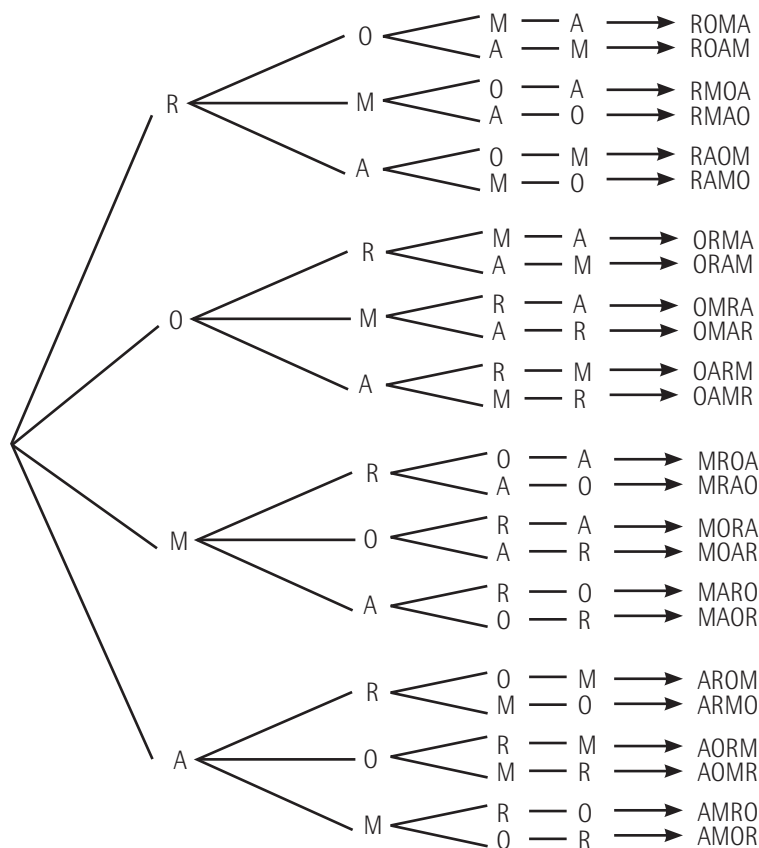 M A ROMA
O
A M ROAM
O A RMOA
R M
A O RMAO
O M RAOM
A
M O RAMO
M A ORMA
R
A M ORAM
R A OMRA
O M
A R OMAR
R M OARM
A
M R OAMR
O A MROA
R
A O MRAO
R A MORA
M O
A R MOAR
R O MARO
A
O R MAOR
O M AROM
R
M O ARMO
R M AORM
A O
M R AOMR
R O AMRO
M
O R AMOR